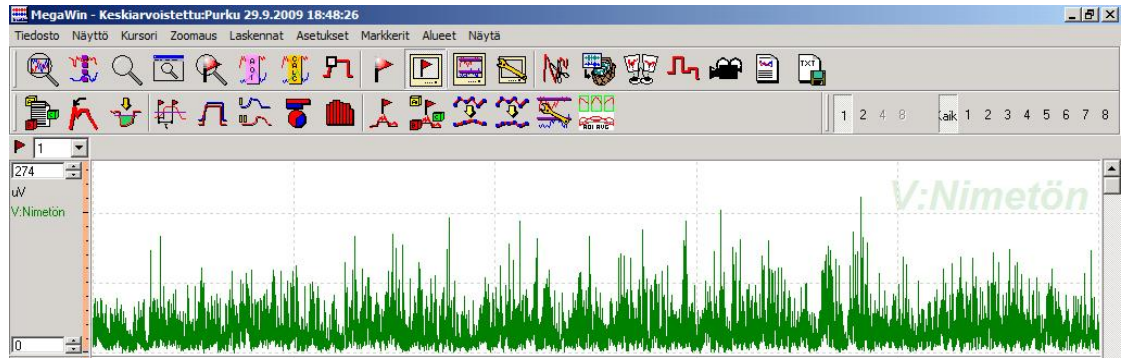 MegaWin - Keskiarvoistettu:Purku 29.9.2009 18:48:26
Tiedosto Näyttö Kursori Zoomaus Laskennat Asetukset Markkerit Alueet Näytä
TXT
ROI AVG
1 2 4 8 Kaik 1 2 3 4 5 6 7 8
1
274
uV
V:Nimetön
V:Nimetön
0